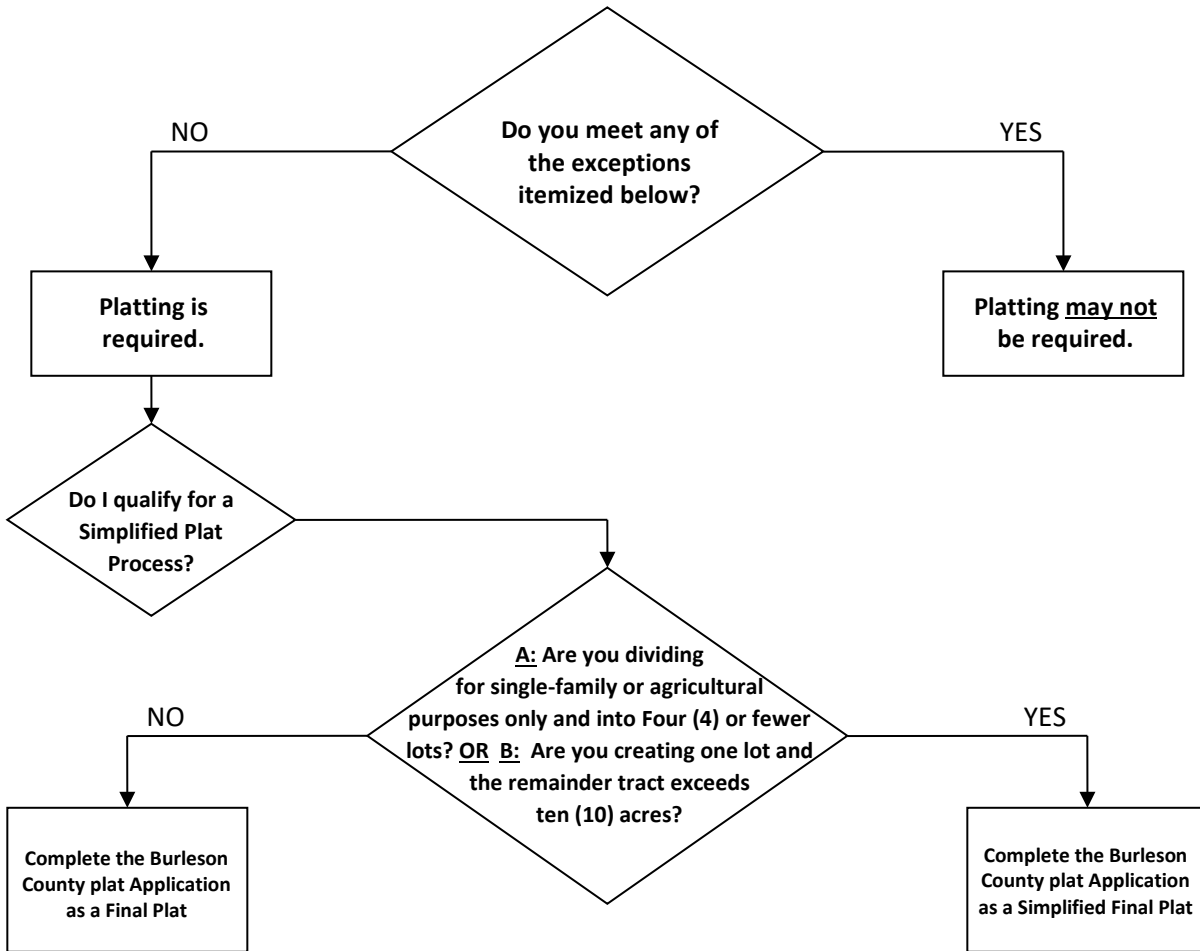 Do you meet any of
the exceptions
itemized below?
NO
YES
Platting is
required.
Platting may not
be required.
Do I qualify for a
Simplified Plat
Process?
A: Are you dividing
for single-family or agricultural
purposes only and into Four (4) or fewer
lots? OR B: Are you creating one lot and
the remainder tract exceeds
ten (10) acres?
NO
YES
Complete the Burleson
County plat Application
as a Final Plat
Complete the Burleson
County plat Application
as a Simplified Final Plat